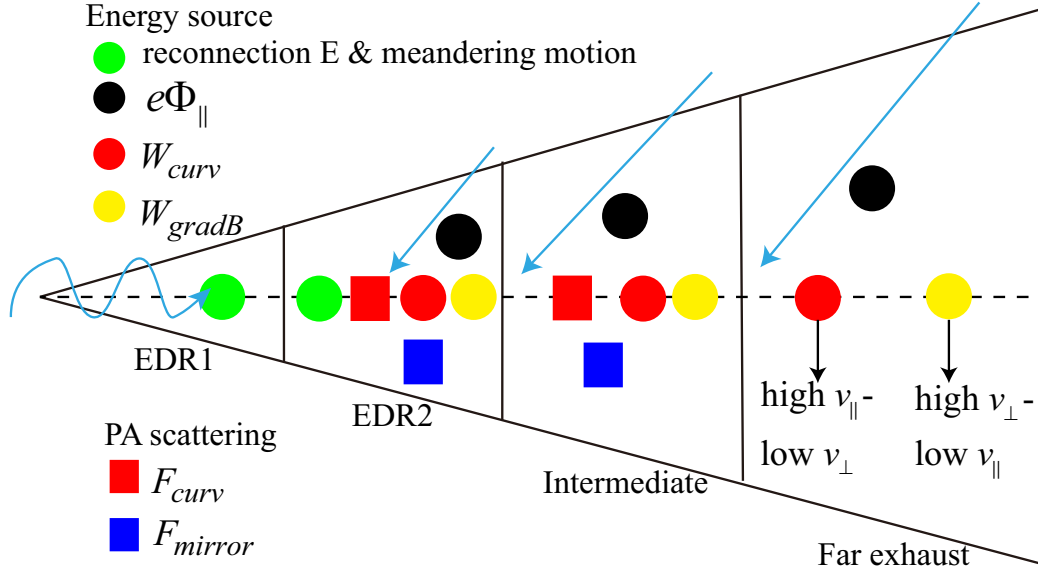 Energy source
reconnection E & meandering motion
eΦ∥
W_curv
W_gradB
EDR1
EDR2
Intermediate
Far exhaust
high v∥-
low v⊥
high v⊥-
low v∥
PA scattering
F_curv
F_mirror